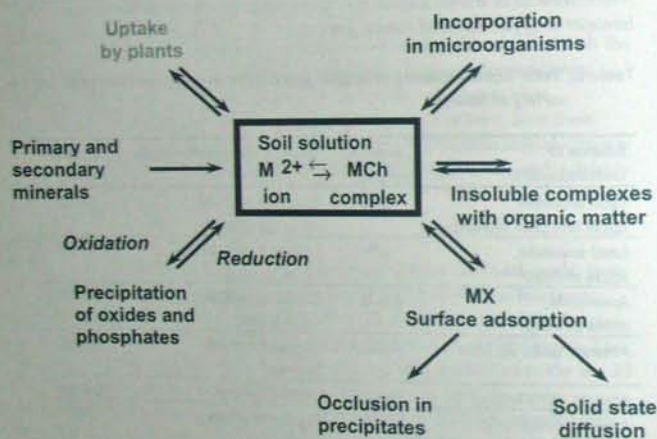 Uptake
by plants
Incorporation
in microorganisms
Primary and
secondary
minerals
Soil solution
M 2+ ⇆ MCh
ion complex
Insoluble complexes
with organic matter
Oxidation
Reduction
Precipitation
of oxides and
phosphates
MX
Surface adsorption
Occlusion in
precipitates
Solid state
diffusion